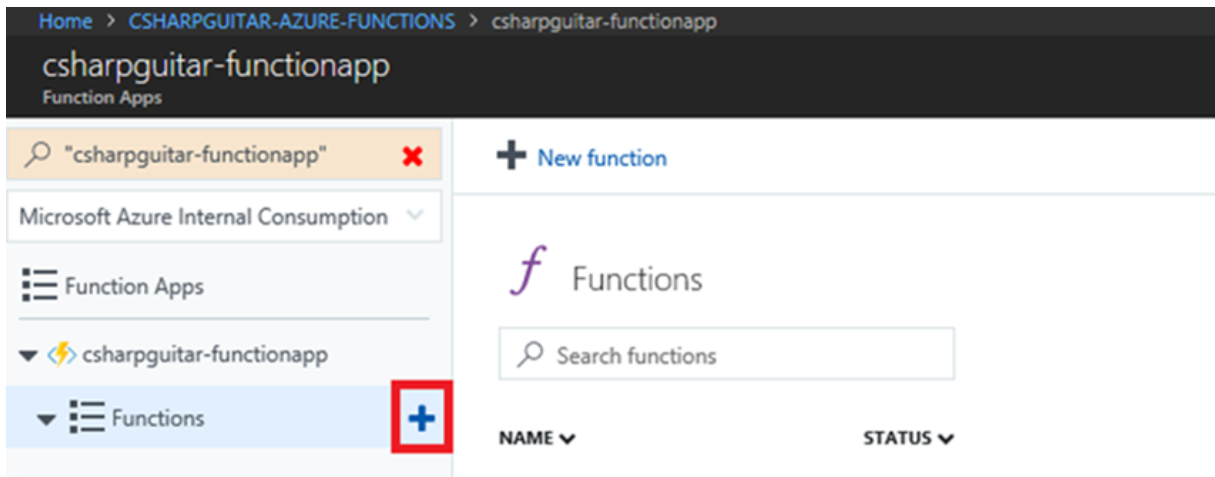 Home > CSHARPGUITAR-AZURE-FUNCTIONS > csharpguitar-functionapp
csharpguitar-functionapp
Function Apps
"csharpguitar-functionapp"
Microsoft Azure Internal Consumption
Function Apps
csharpguitar-functionapp
Functions
New function
Functions
Search functions
NAME STATUS